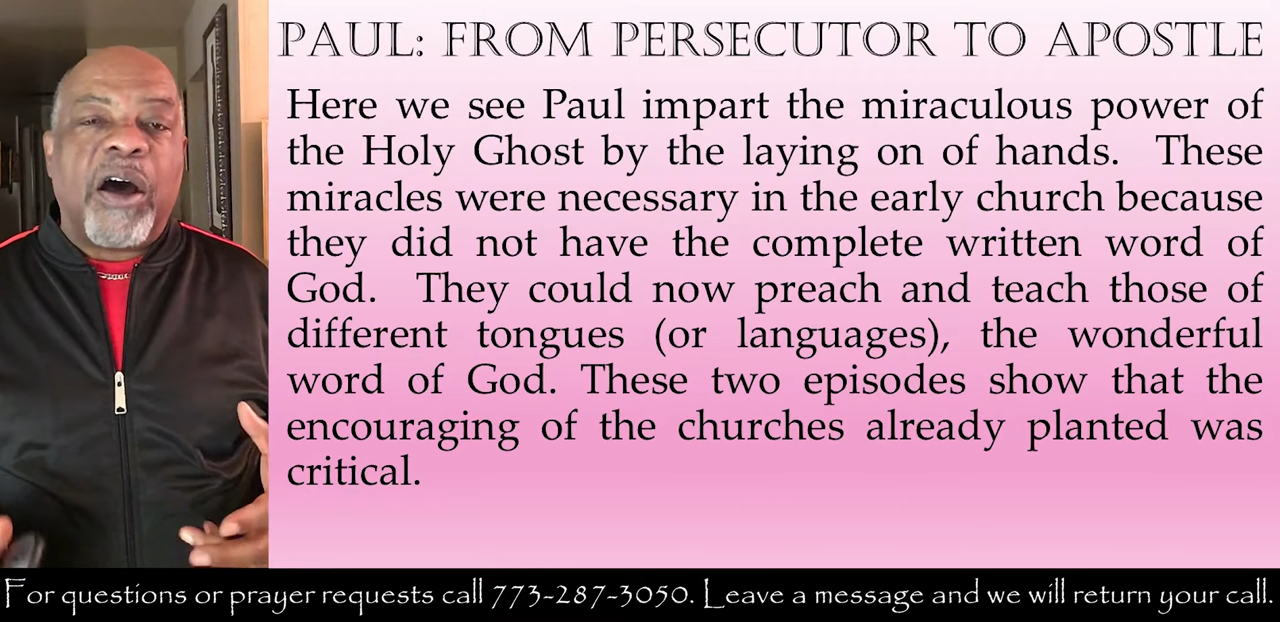 PAUL: FROM PERSECUTOR TO APOSTLE
Here we see Paul impart the miraculous power of
the Holy Ghost by the laying on of hands.  These
miracles were necessary in the early church because
they did not have the complete written word of
God.  They could now preach and teach those of
different tongues (or languages), the wonderful
word of God. These two episodes show that the
encouraging of the churches already planted was
critical.
For questions or prayer requests call 773-287-3050. Leave a message and we will return your call.